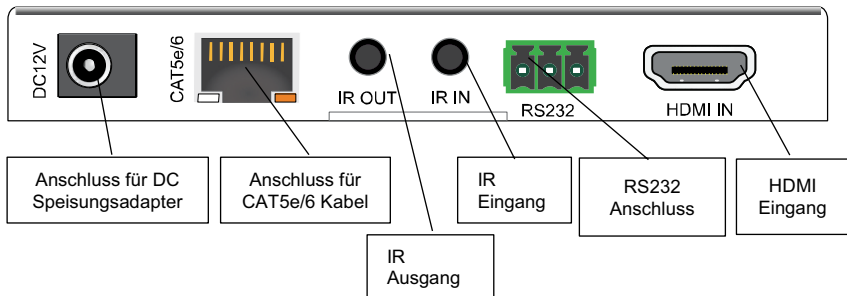 DC12V
CAT5e/6
IR OUT
IR IN
RS232
HDMI IN
Anschluss für DC
Speisungsadapter
Anschluss für
CAT5e/6 Kabel
IR
Ausgang
IR
Eingang
RS232
Anschluss
HDMI
Eingang